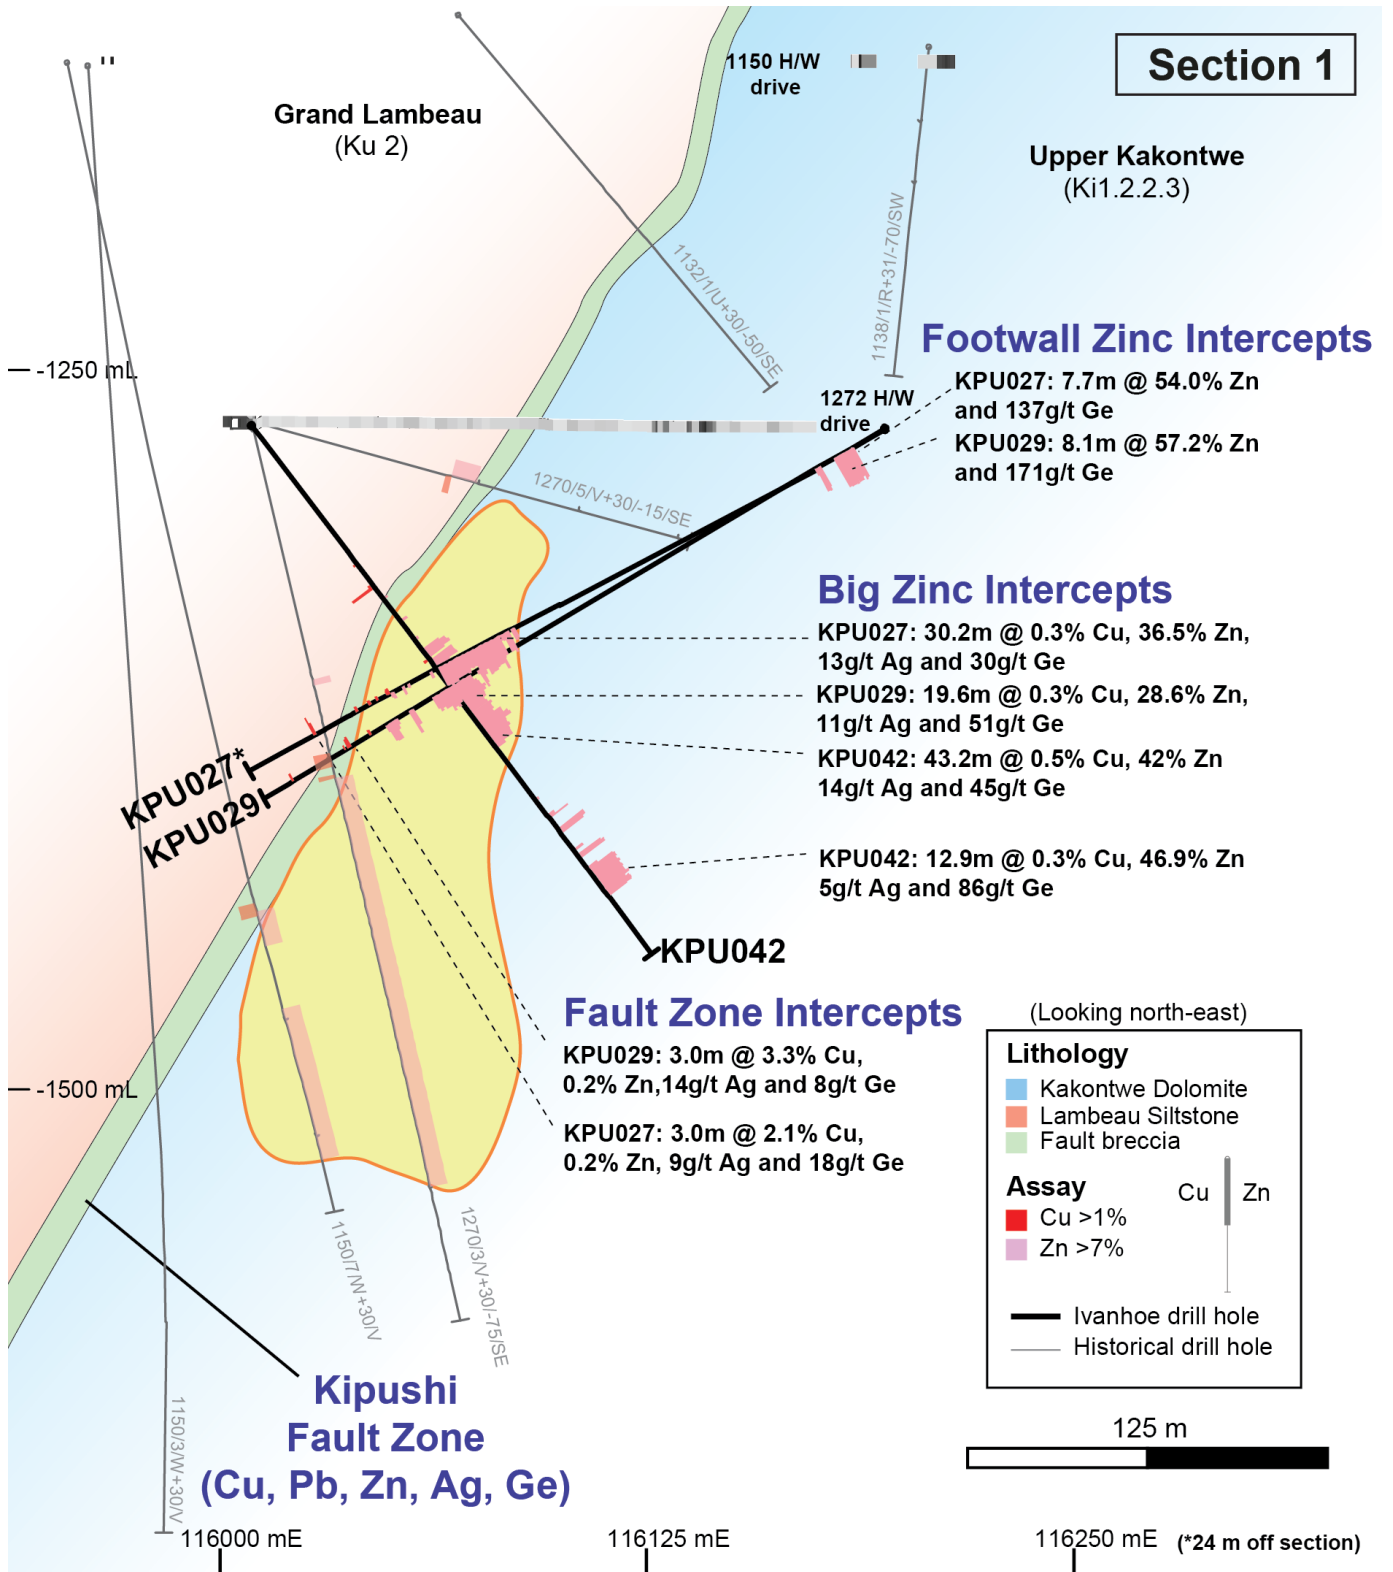 Section 1
1150 H/W
drive
Grand Lambeau
(Ku 2)
Upper Kakontwe
(Ki1.2.2.3)
1132/1/U+30/-50/SE
1138/1/R+31/-70/SW
Footwall Zinc Intercepts
-1250 mL
KPU027: 7.7m @ 54.0% Zn
and 137g/t Ge
1272 H/W
drive
KPU029: 8.1m @ 57.2% Zn
and 171g/t Ge
1270/5/V+30/-15/SE
Big Zinc Intercepts
KPU027: 30.2m @ 0.3% Cu, 36.5% Zn,
13g/t Ag and 30g/t Ge
KPU029: 19.6m @ 0.3% Cu, 28.6% Zn,
11g/t Ag and 51g/t Ge
KPU042: 43.2m @ 0.5% Cu, 42% Zn
14g/t Ag and 45g/t Ge
KPU027*
KPU029
KPU042: 12.9m @ 0.3% Cu, 46.9% Zn
5g/t Ag and 86g/t Ge
KPU042
Fault Zone Intercepts
KPU029: 3.0m @ 3.3% Cu,
0.2% Zn,14g/t Ag and 8g/t Ge
KPU027: 3.0m @ 2.1% Cu,
0.2% Zn, 9g/t Ag and 18g/t Ge
-1500 mL
(Looking north-east)
Lithology
Kakontwe Dolomite
Lambeau Siltstone
Fault breccia
Assay
Cu >1%
Zn >7%
Cu
Zn
Ivanhoe drill hole
Historical drill hole
1150/7/W+30/V
1270/3/V+30/-75/SE
1150/3/W+30/V
Kipushi
Fault Zone
(Cu, Pb, Zn, Ag, Ge)
125 m
116000 mE
116125 mE
116250 mE
(*24 m off section)